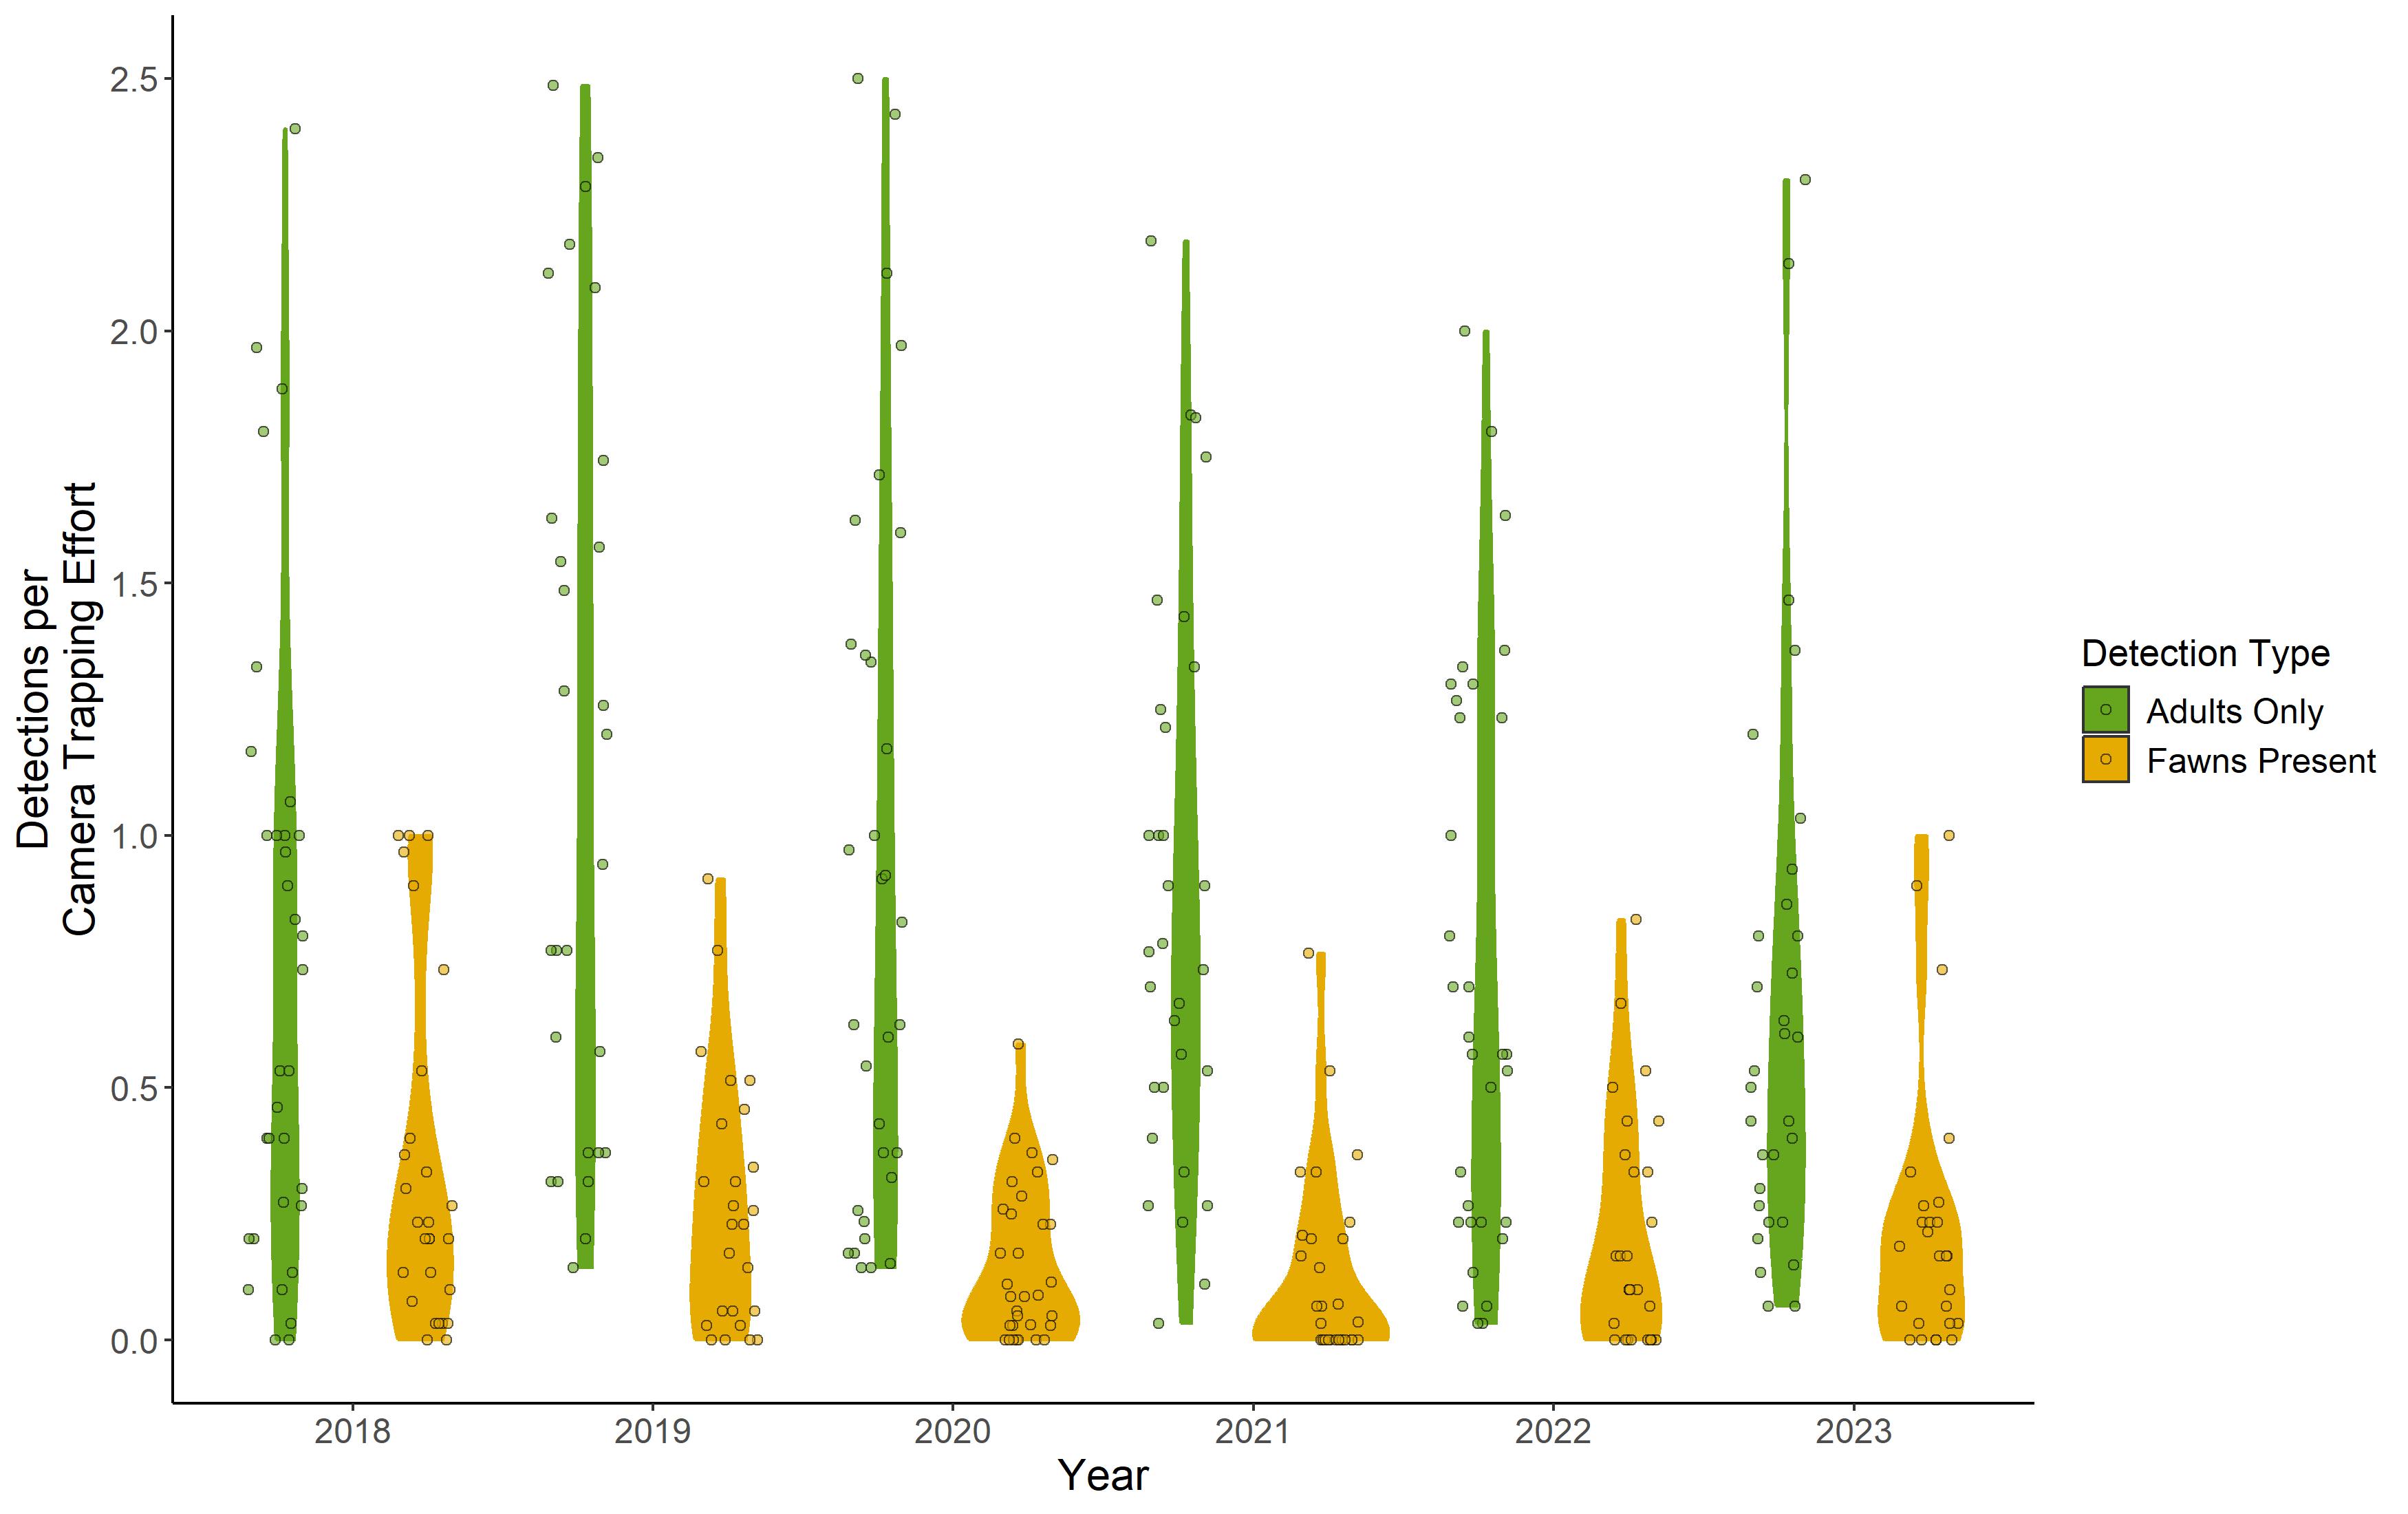 Detections per
Camera Trapping Effort
2.5
2.0
1.5
1.0
0.5
0.0
2018 2019 2020 2021 2022 2023
Year
Detection Type
Adults Only
Fawns Present